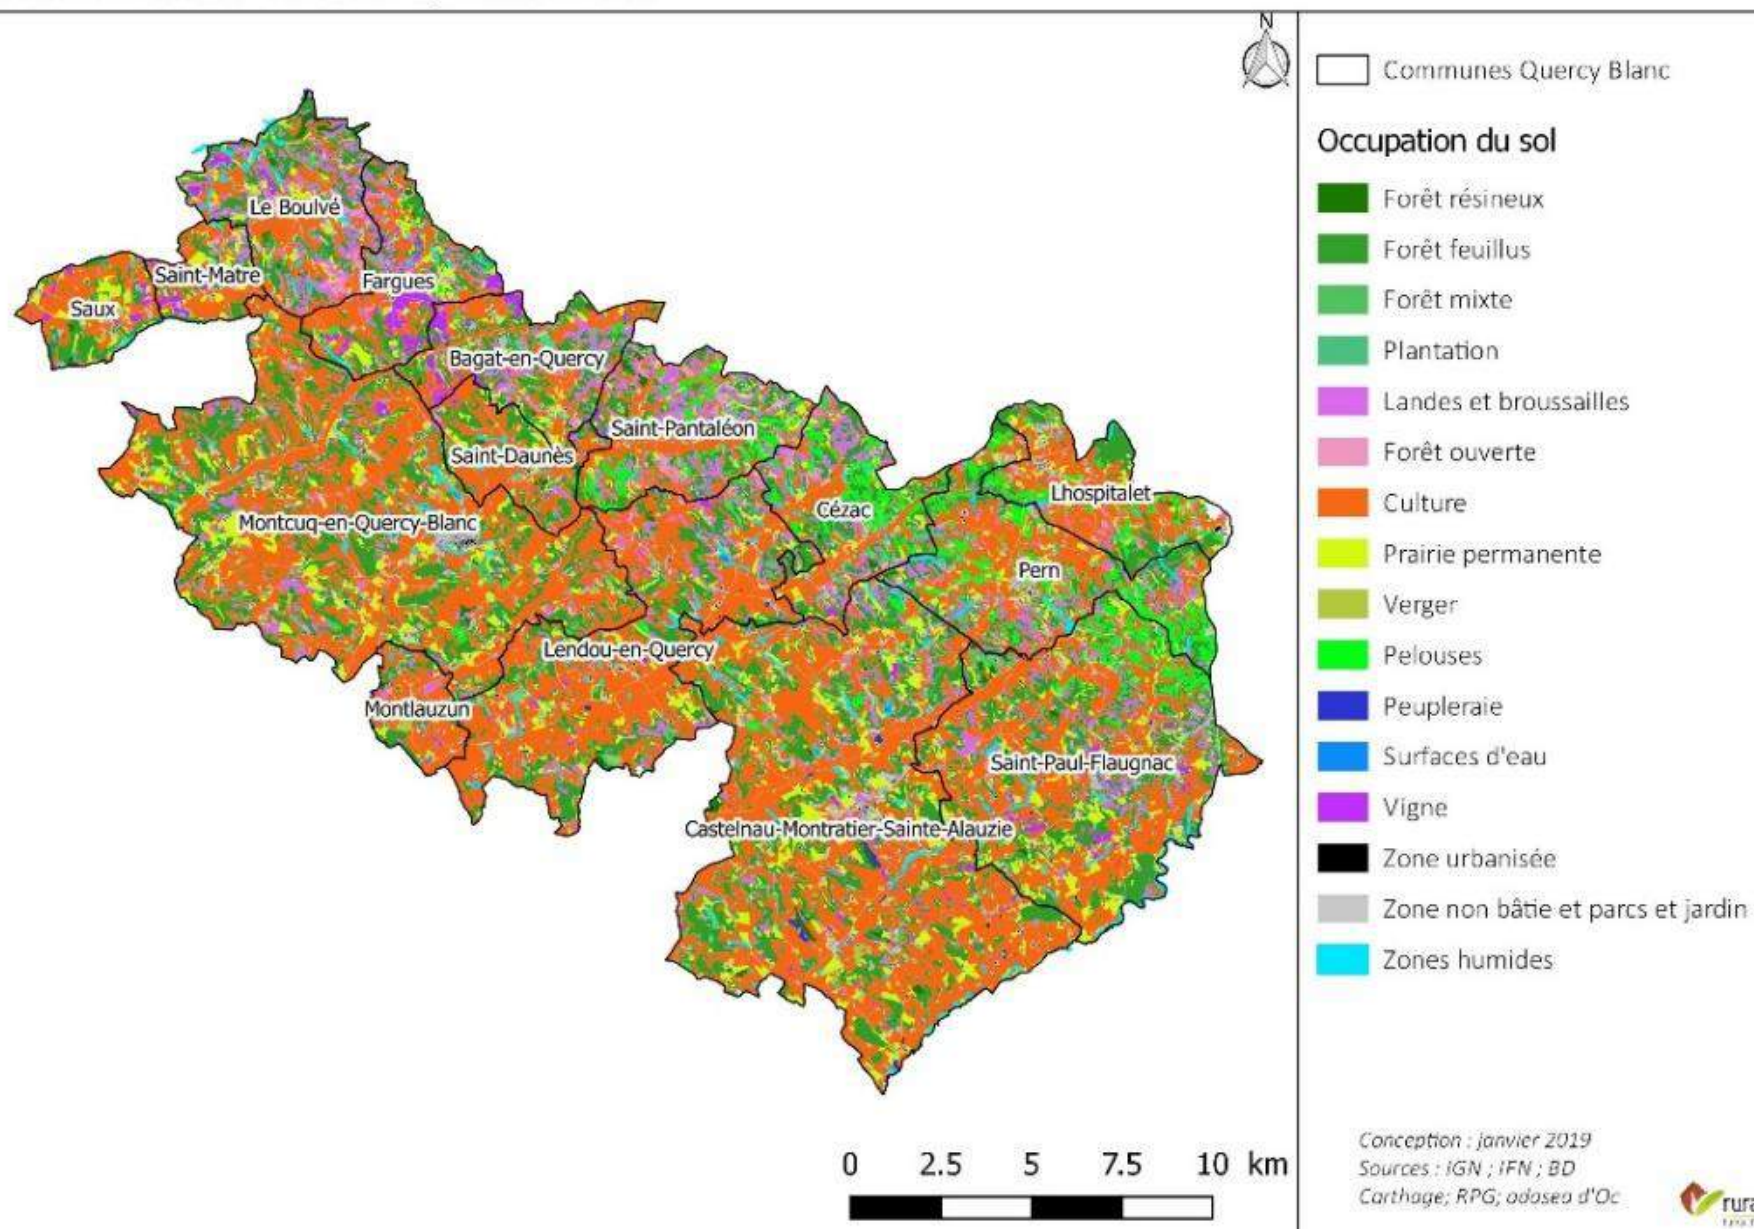 N
Communes Quercy Blanc
Occupation du sol
Forêt résineux
Forêt feuillus
Forêt mixte
Plantation
Landes et broussailles
Forêt ouverte
Culture
Prairie permanente
Verger
Pelouses
Peupleraie
Surfaces d'eau
Vigne
Zone urbanisée
Zone non bâtie et parcs et jardin
Zones humides
Le Boulvé
Saint-Matre
Fargues
Saux
Bagat-en-Quercy
Saint-Pantaléon
Saint-Daunès
Lhospitalet
Cézac
Montcuq-en-Quercy-Blanc
Pern
Lendou-en-Quercy
Montlauzun
Saint-Paul-Flaugnac
Castelnau-Montratier-Sainte-Alauzie
0 2.5 5 7.5 10 km
Conception : janvier 2019
Sources : IGN ; IFN ; BD
Carthage; RPG; adasea d'Oc